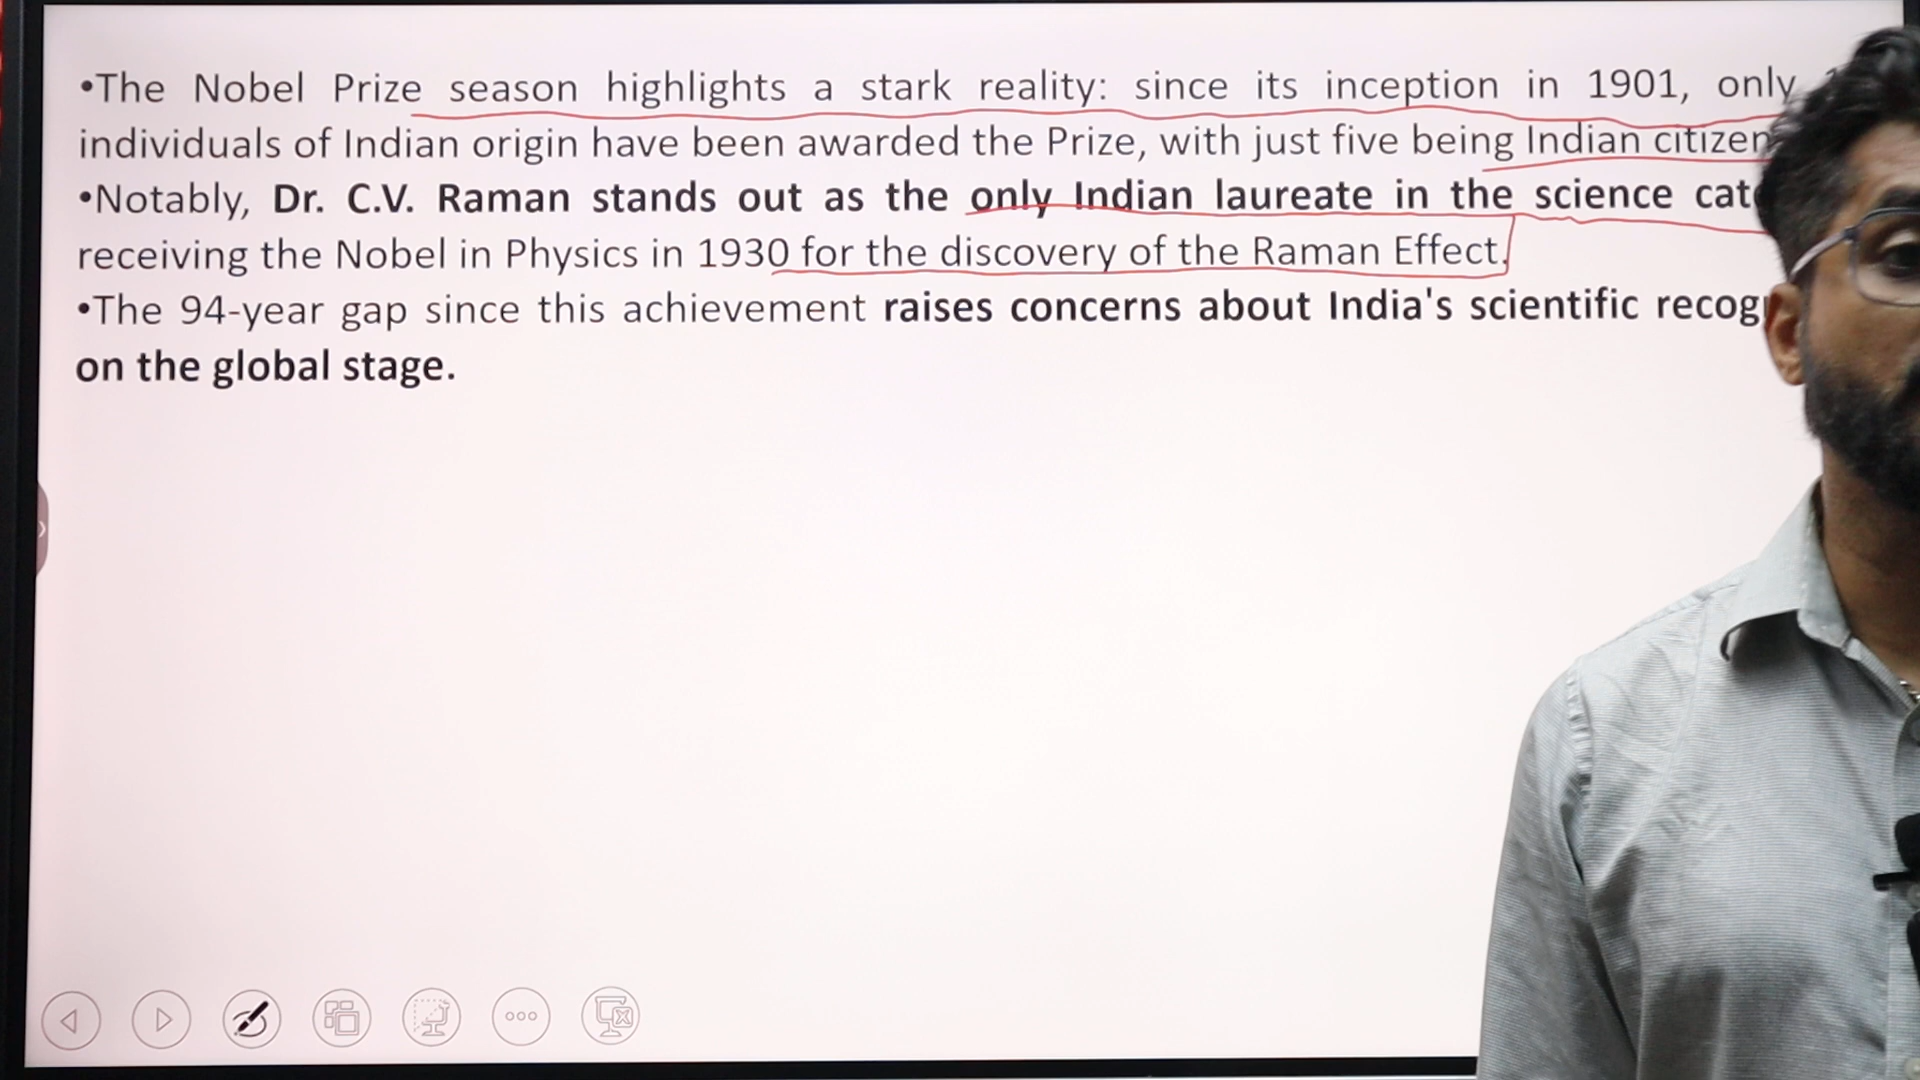 •The Nobel Prize season highlights a stark reality: since its inception in 1901, only
individuals of Indian origin have been awarded the Prize, with just five being Indian citizen
•Notably, Dr. C.V. Raman stands out as the only Indian laureate in the science cat
receiving the Nobel in Physics in 1930 for the discovery of the Raman Effect.
•The 94-year gap since this achievement raises concerns about India's scientific recog
on the global stage.